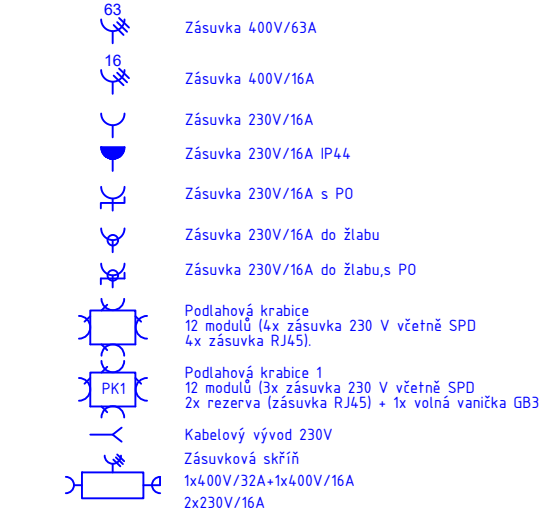 63
Zásuvka 400V/63A
16
Zásuvka 400V/16A
Zásuvka 230V/16A
Zásuvka 230V/16A IP44
Zásuvka 230V/16A s PO
Zásuvka 230V/16A do žlabu
Zásuvka 230V/16A do žlabu,s PO
Podlahová krabice
12 modulů (4x zásuvka 230 V včetně SPD
4x zásuvka RJ45).
Podlahová krabice 1
PK1
12 modulů (3x zásuvka 230 V včetně SPD
2x rezerva (zásuvka RJ45) + 1x volná vanička GB3
Kabelový vývod 230V
Zásuvková skříň
1x400V/32A+1x400V/16A
2x230V/16A